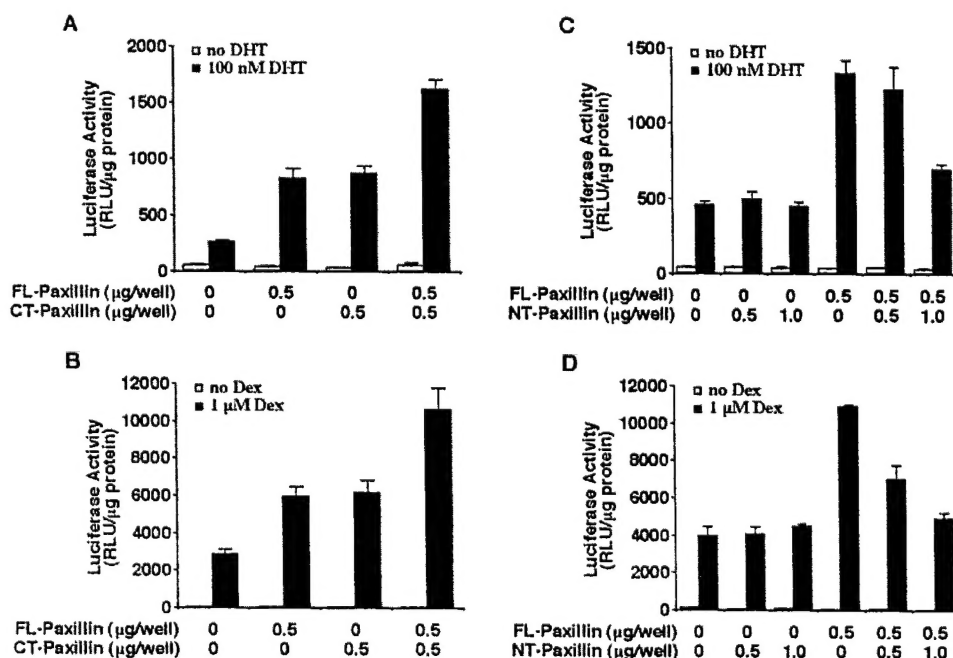 A
Luciferase Activity
(RLU/µg protein)
2000
1500
1000
500
0
no DHT
100 nM DHT
FL-Paxillin (µg/well) 0 0.5 0 0.5
CT-Paxillin (µg/well) 0 0 0.5 0.5
B
Luciferase Activity
(RLU/µg protein)
12000
10000
8000
6000
4000
2000
0
no Dex
1 µM Dex
FL-Paxillin (µg/well) 0 0.5 0 0.5
CT-Paxillin (µg/well) 0 0 0.5 0.5
C
Luciferase Activity
(RLU/µg protein)
1500
1000
500
0
no DHT
100 nM DHT
FL-Paxillin (µg/well) 0 0 0 0.5 0.5 0.5
NT-Paxillin (µg/well) 0 0.5 1.0 0 0.5 1.0
D
Luciferase Activity
(RLU/µg protein)
12000
10000
8000
6000
4000
2000
0
no Dex
1 µM Dex
FL-Paxillin (µg/well) 0 0 0 0.5 0.5 0.5
NT-Paxillin (µg/well) 0 0.5 1.0 0 0.5 1.0